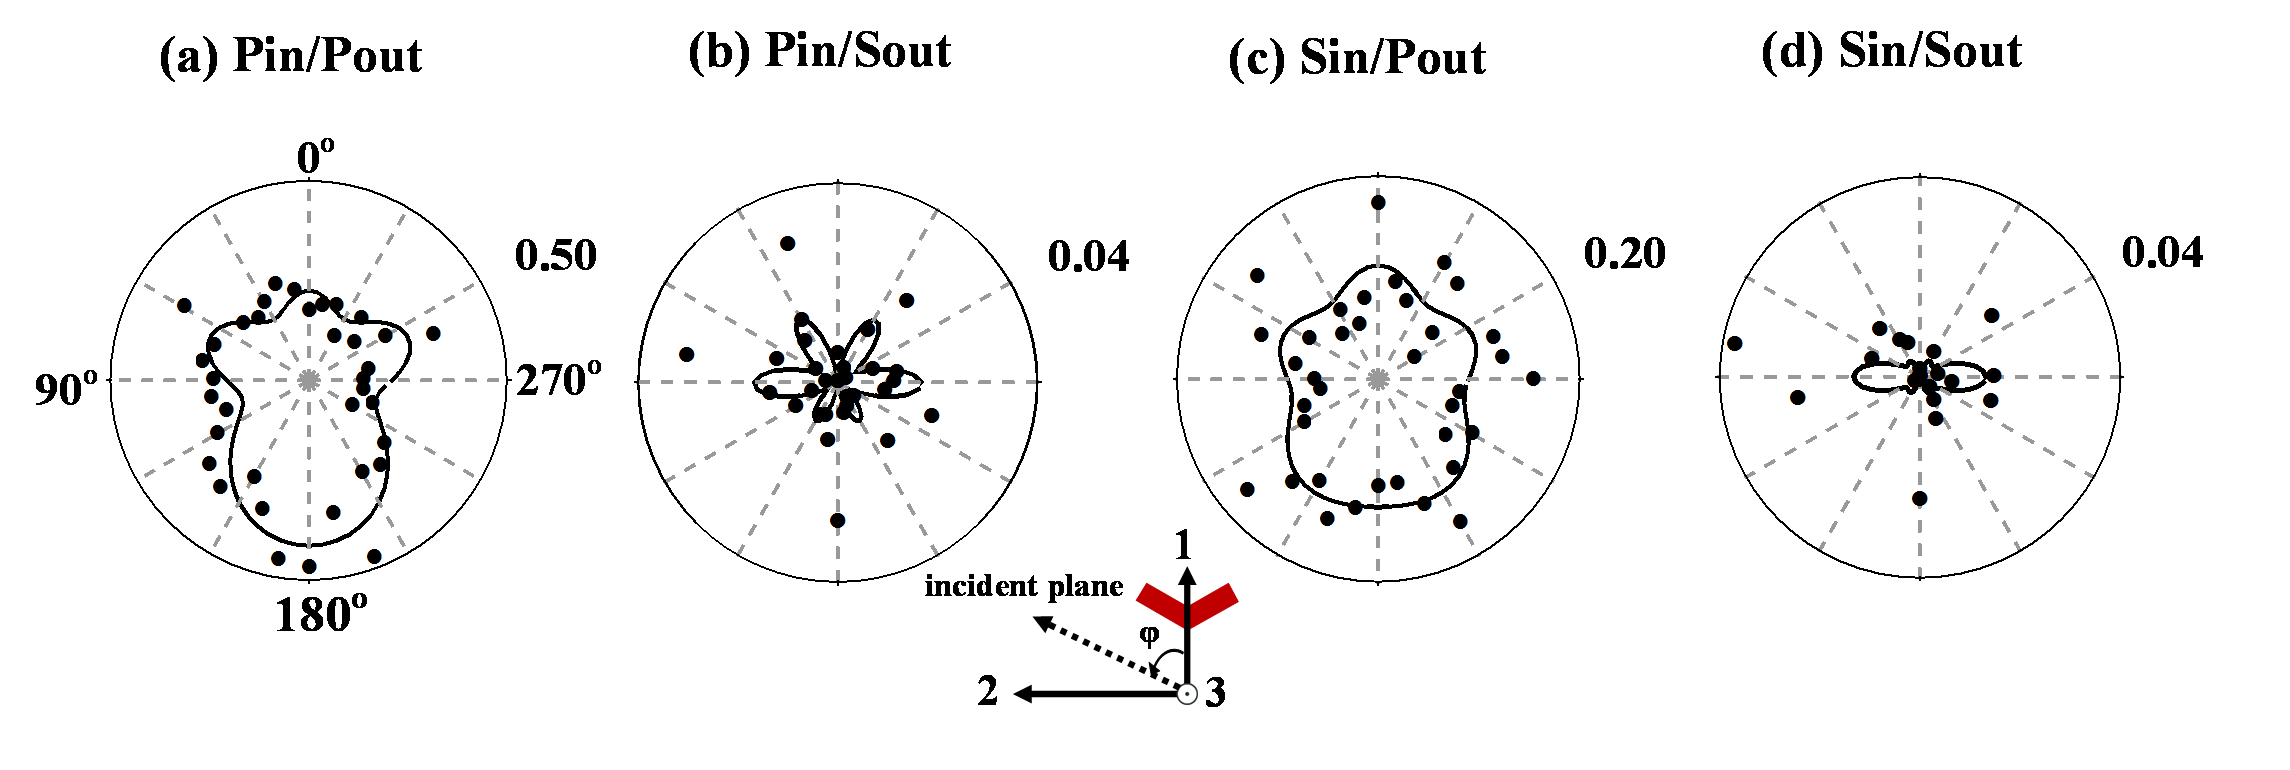 (a) Pin/Pout
(b) Pin/Sout
(c) Sin/Pout
(d) Sin/Sout
0°
0.50
0.04
0.20
0.04
90°
270°
180°
1
incident plane
φ
2
3